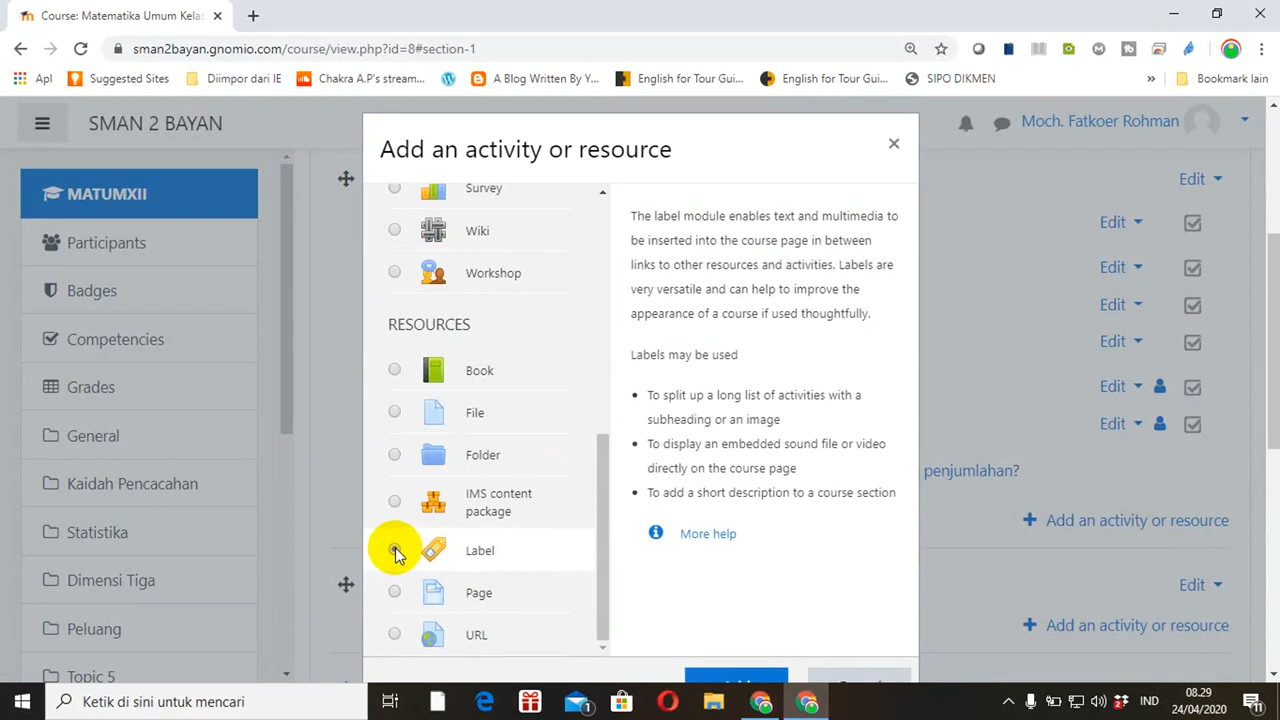 Course: Matematika Umum Kelas
sman2bayan.gnomio.com/course/view.php?id=8#section-1
Apl
Suggested Sites
Diimpor dari IE
Chakra A.P's stream...
A Blog Written By Y...
English for Tour Gui...
English for Tour Gui...
SIPO DIKMEN
»
Bookmark lain
SMAN 2 BAYAN
Moch. Fatkoer Rohman
MATUMXII
Participants
Badges
Competencies
Grades
General
Kaidah Pencacahan
Statistika
Dimensi Tiga
Peluang
Topic 5
Add an activity or resource
Survey
Wiki
Workshop
RESOURCES
Book
File
Folder
IMS content
package
Label
Page
URL
The label module enables text and multimedia to
be inserted into the course page in between
links to other resources and activities. Labels are
very versatile and can help to improve the
appearance of a course if used thoughtfully.
Labels may be used
• To split up a long list of activities with a
subheading or an image
• To display an embedded sound file or video
directly on the course page
• To add a short description to a course section
More help
Edit
Edit
Edit
Edit
Edit
Edit
Edit
penjumlahan?
Add an activity or resource
Edit
Add an activity or resource
Ketik di sini untuk mencari
1
IND
08.29
24/04/2020
11